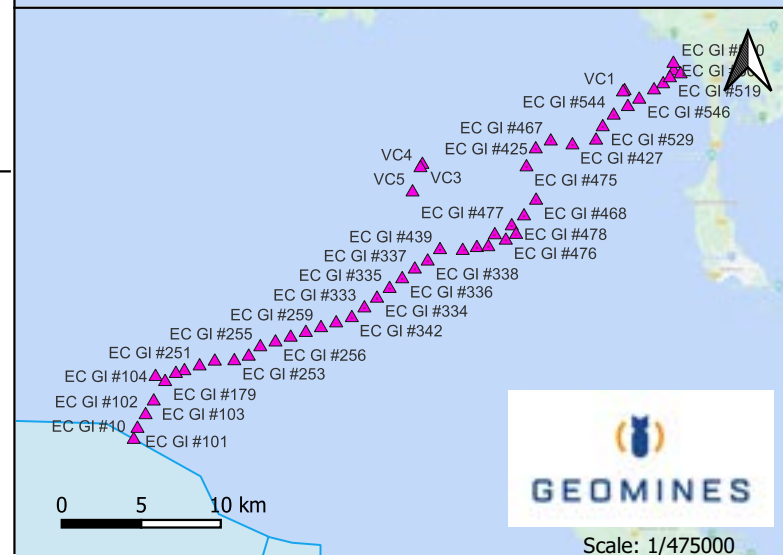 EC GI #519
VC1
EC GI #544
EC GI #546
EC GI #467
EC GI #529
EC GI #425
EC GI #427
VC4
VC3
EC GI #475
VC5
EC GI #477
EC GI #468
EC GI #439
EC GI #478
EC GI #337
EC GI #476
EC GI #335
EC GI #338
EC GI #333
EC GI #336
EC GI #259
EC GI #334
EC GI #255
EC GI #342
EC GI #251
EC GI #256
EC GI #104
EC GI #253
EC GI #102
EC GI #179
EC GI #103
EC GI #10
EC GI #101
0 5 10 km
GEOMINES
Scale: 1/475000